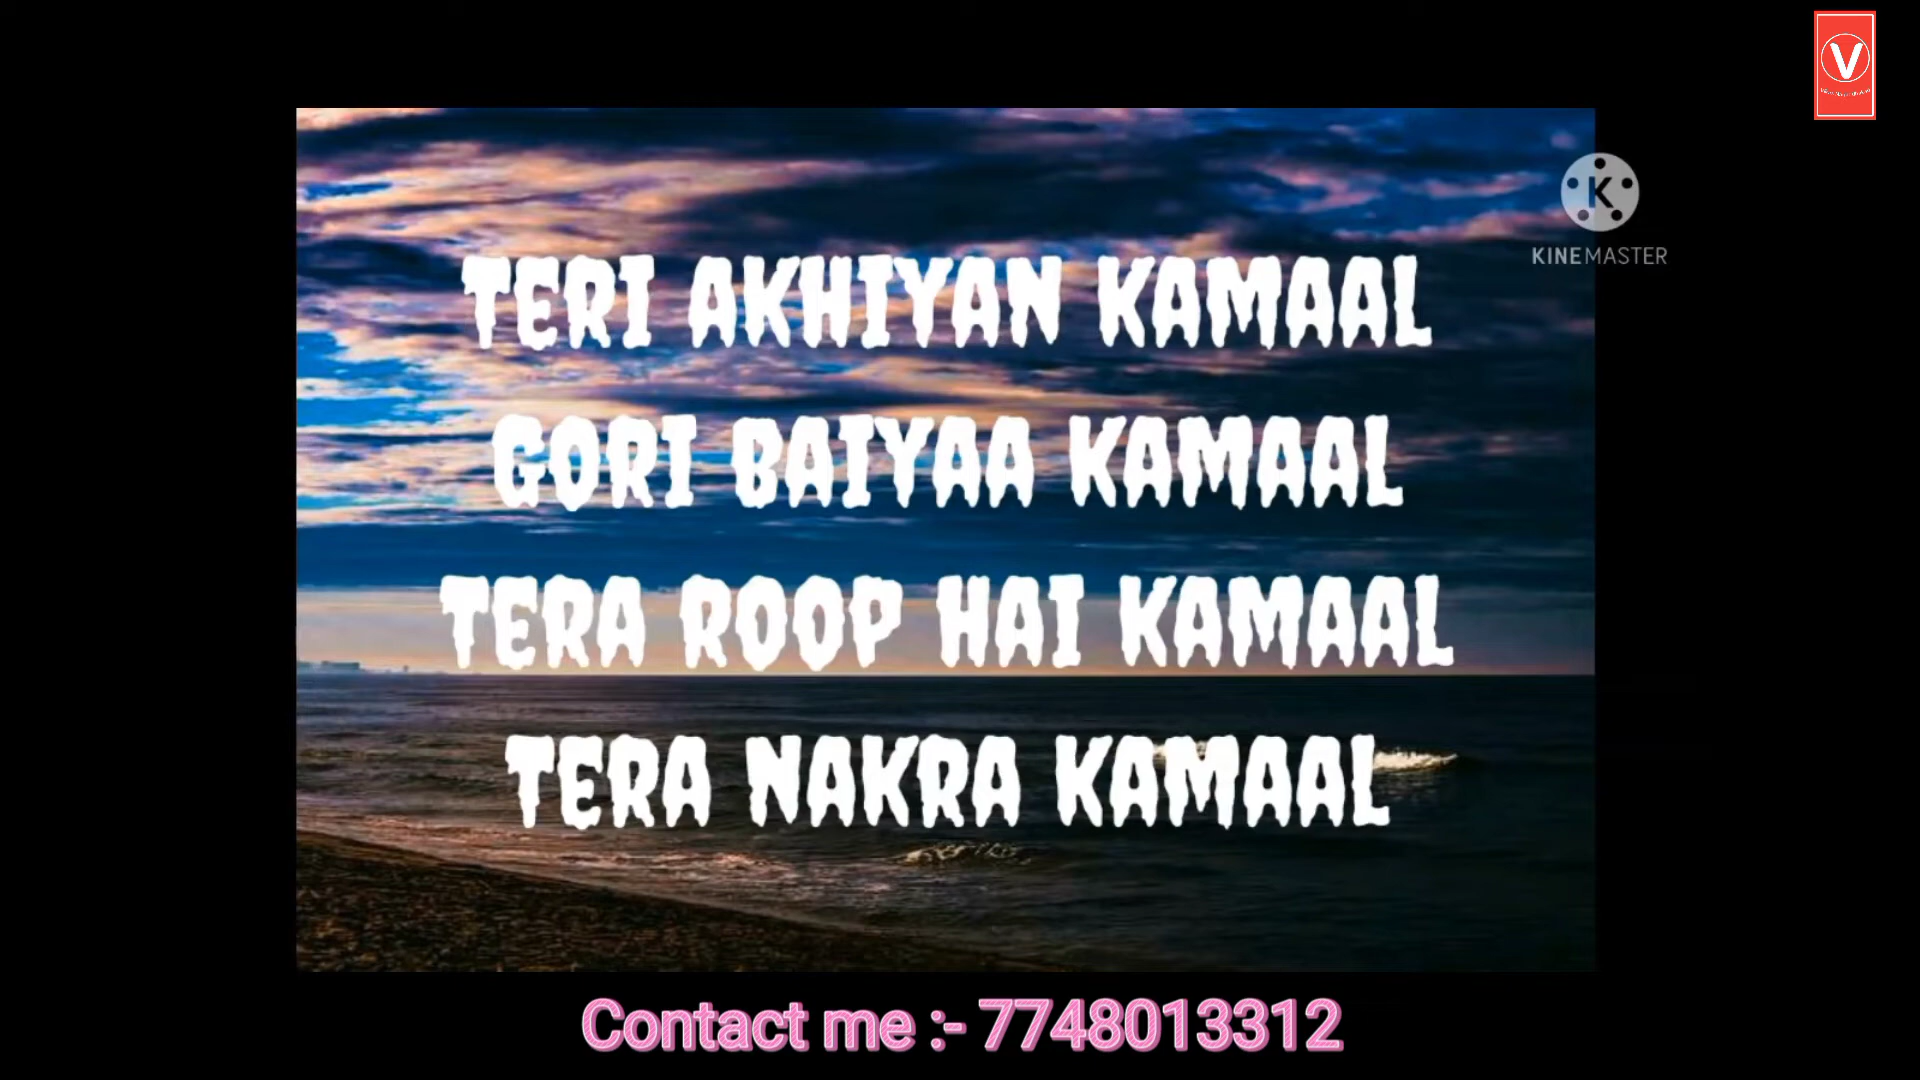 V
K
KINEMASTER
TERI AKHIYAN KAMAAL
GORI BAIYAA KAMAAL
TERA ROOP HAI KAMAAL
TERA NAKRA KAMAAL
Contact me :- 7748013312